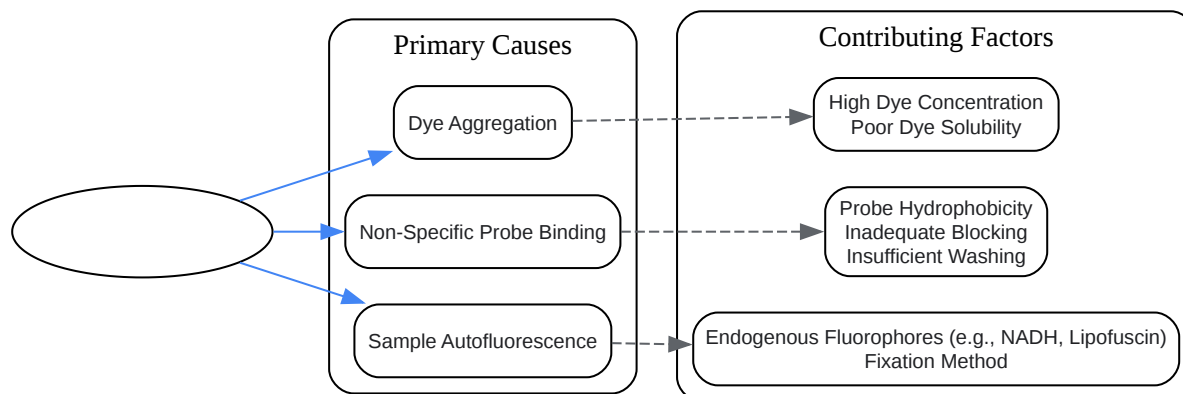 Primary Causes
Dye Aggregation
Non-Specific Probe Binding
Sample Autofluorescence
Contributing Factors
High Dye Concentration
Poor Dye Solubility
Probe Hydrophobicity
Inadequate Blocking
Insufficient Washing
Endogenous Fluorophores (e.g., NADH, Lipofuscin)
Fixation Method